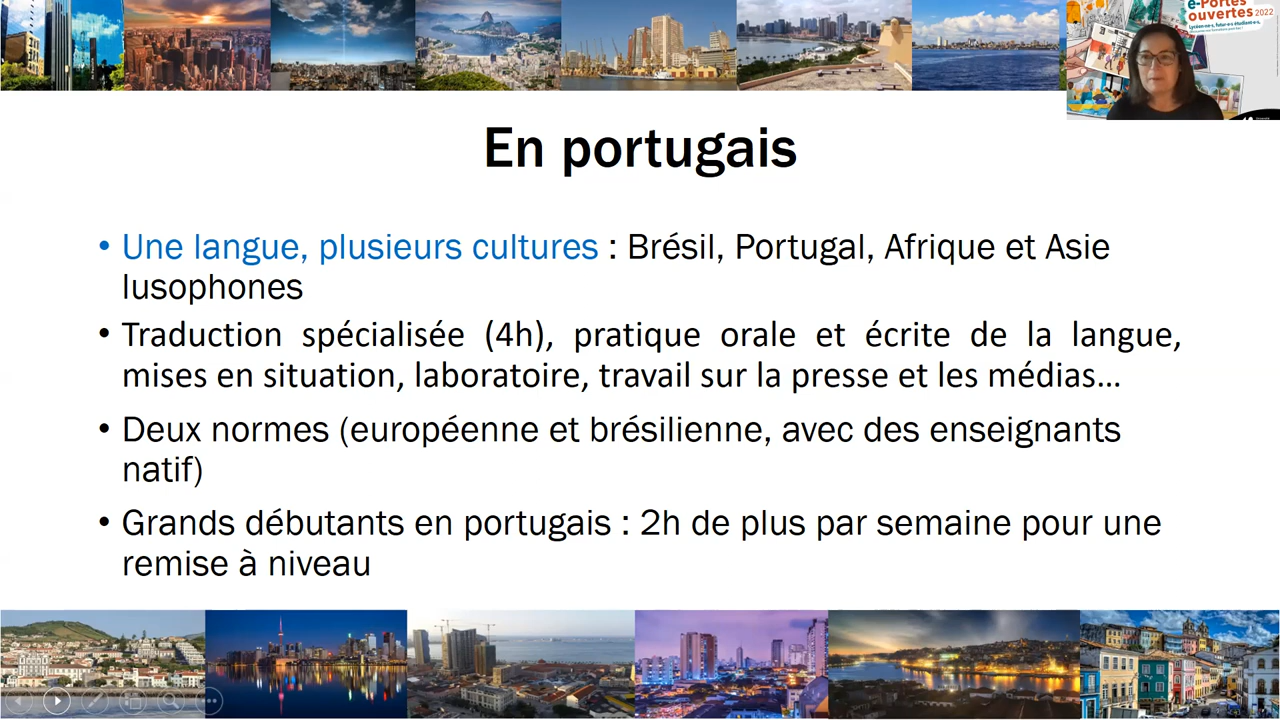 e-Portes
ouvertes 2022
En portugais
• Une langue, plusieurs cultures : Brésil, Portugal, Afrique et Asie
lusophones
• Traduction spécialisée (4h), pratique orale et écrite de la langue,
mises en situation, laboratoire, travail sur la presse et les médias...
• Deux normes (européenne et brésilienne, avec des enseignants
natif)
• Grands débutants en portugais : 2h de plus par semaine pour une
remise à niveau